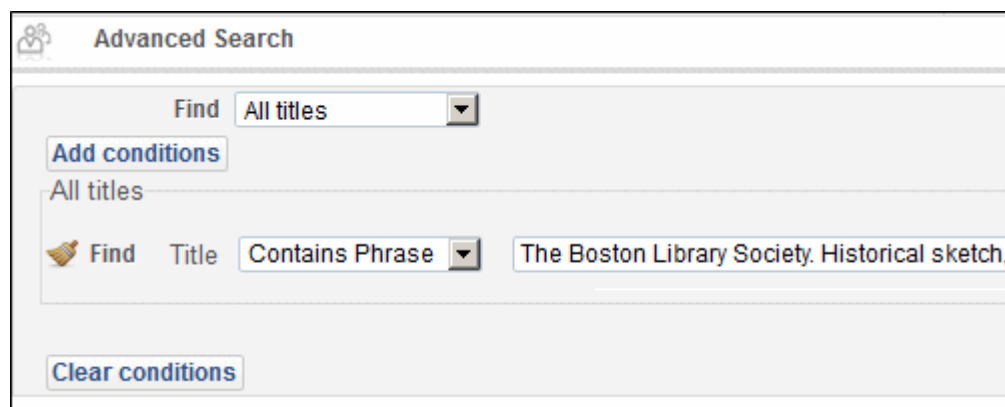 Advanced Search
Find All titles
Add conditions
All titles
Find Title Contains Phrase The Boston Library Society. Historical sketch,
Clear conditions